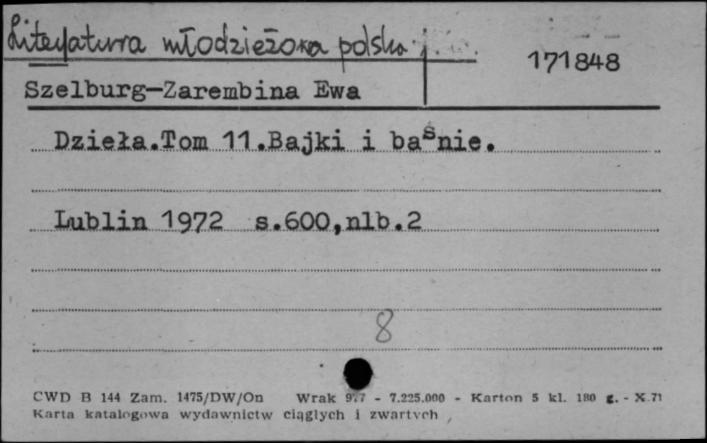 Literatura młodzieżowa polska
171848
Szelburg-Zarembina Ewa
Dzieła.Tom 11.Bajki i baśnie.
Lublin 1972 s.600,nlb.2
8
CWD B 144 Zam. 1475/DW/On Wrak - 7.225.000 - Karton 5 kl. 180 g. - X.71
Karta katalogowa wydawnictw ciągłych i zwartych